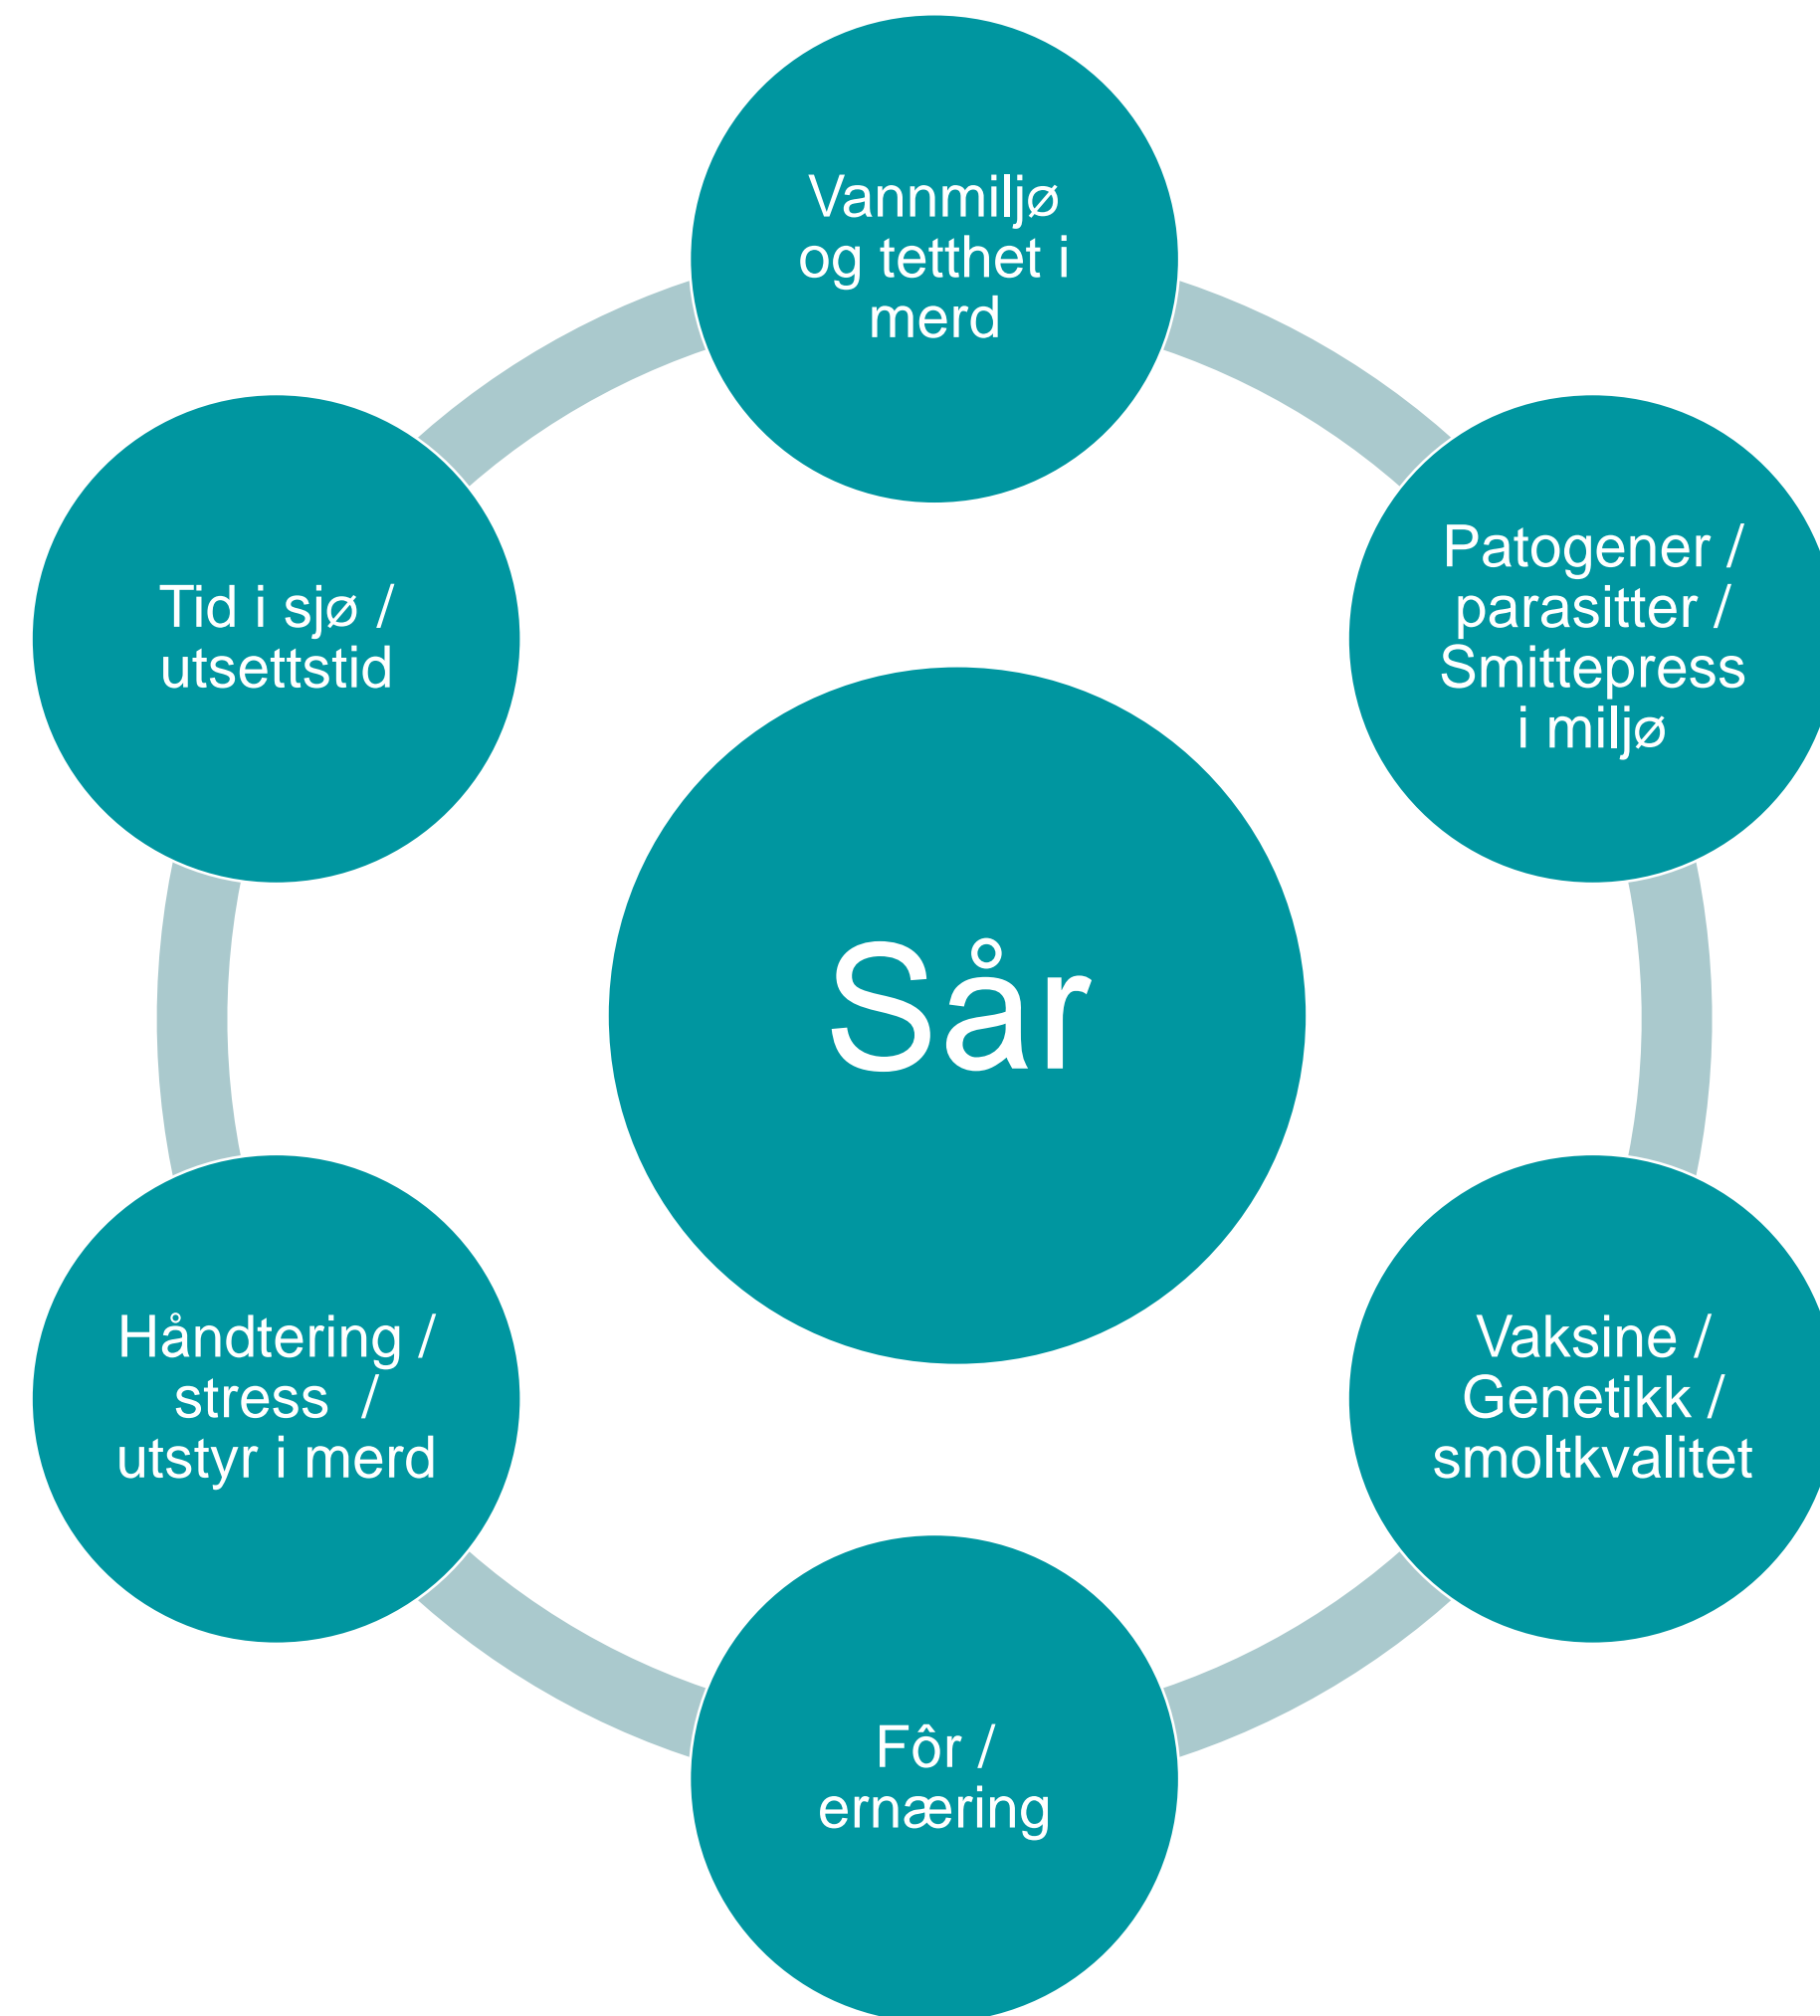 Vannmiljø
og tetthet i
merd
Patogener /
parasitter /
Smittepress
i miljø
Vaksine /
Genetikk /
smoltkvalitet
Fôr /
ernæring
Håndtering /
stress  /
utstyr i merd
Tid i sjø /
utsettstid
Sår